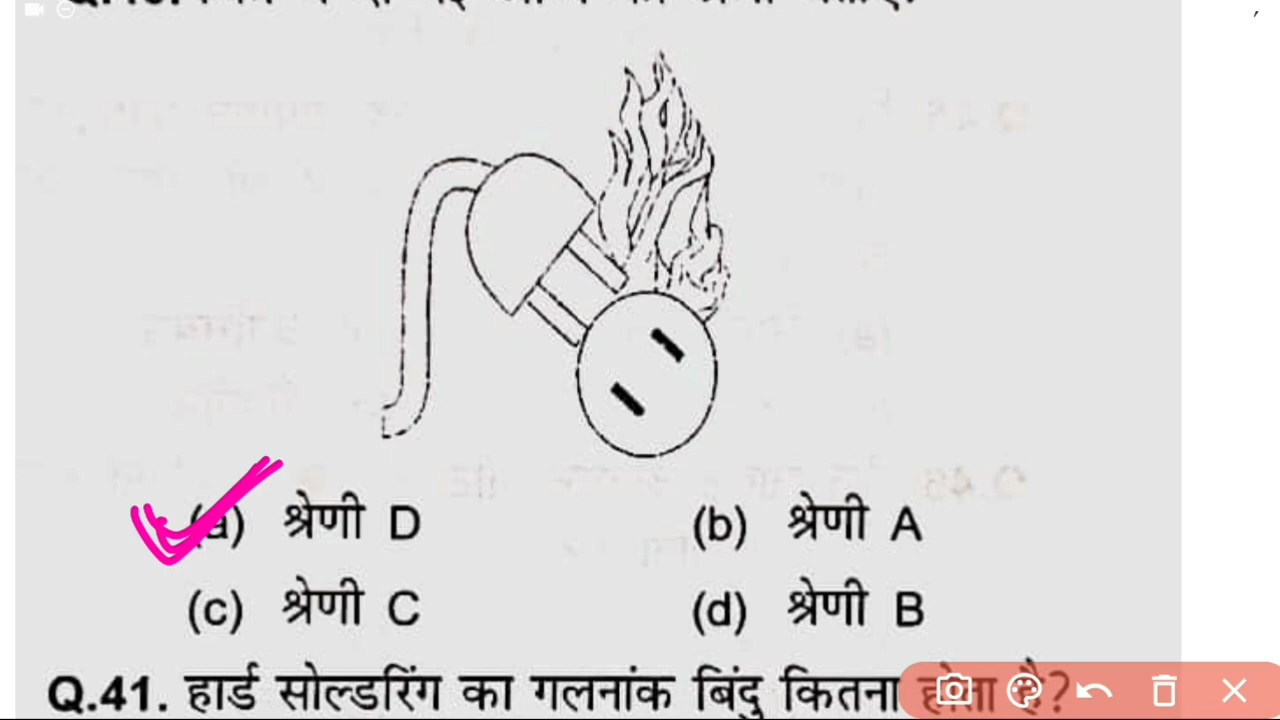 (a) श्रेणी D (b) श्रेणी A
(c) श्रेणी C (d) श्रेणी B
Q.41. हार्ड सोल्डरिंग का गलनांक बिंदु कितना होता है?